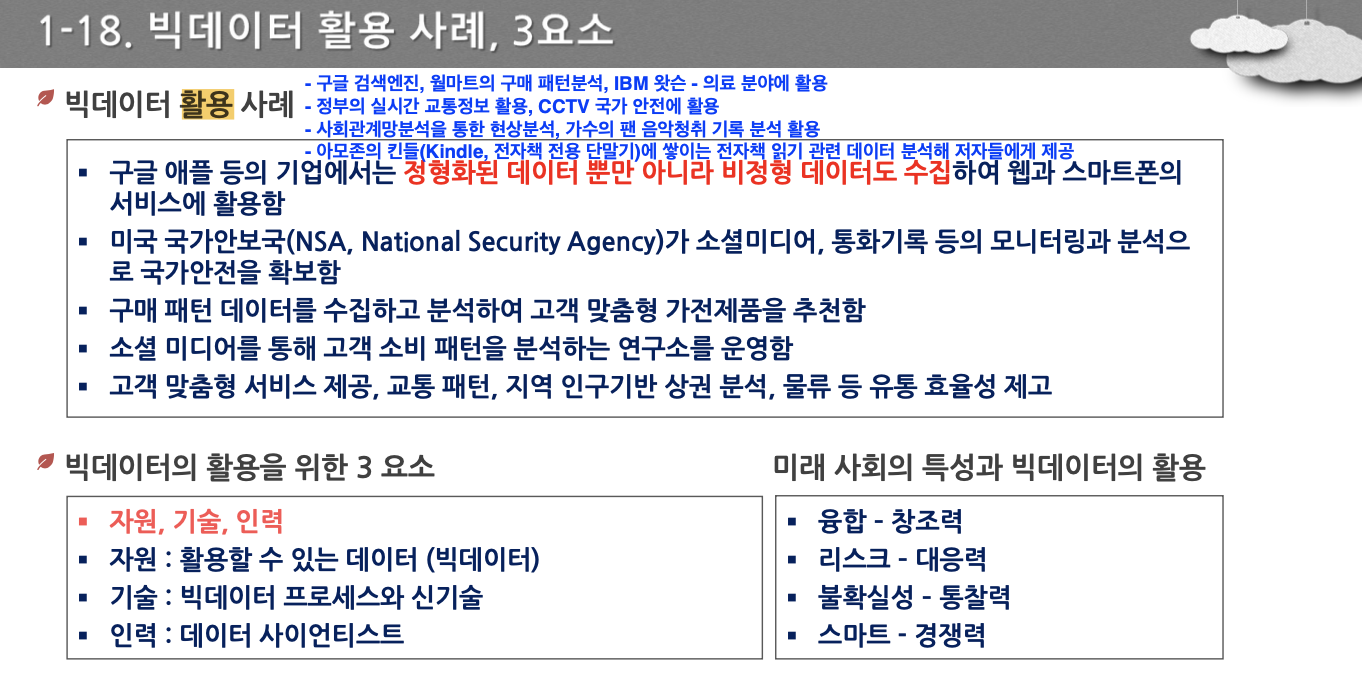 1-18. 빅데이터 활용 사례, 3요소
빅데이터 활용 사례
- 구글 검색엔진, 월마트의 구매 패턴분석, IBM 왓슨 - 의료 분야에 활용
- 정부의 실시간 교통정보 활용, CCTV 국가 안전에 활용
- 사회관계망분석을 통한 현상분석, 가수의 팬 음악청취 기록 분석 활용
- 아모존의 킨들(Kindle, 전자책 전용 단말기)에 쌓이는 전자책 읽기 관련 데이터 분석해 저자들에게 제공
▪ 구글 애플 등의 기업에서는 정형화된 데이터 뿐만 아니라 비정형 데이터도 수집하여 웹과 스마트폰의
서비스에 활용함
▪ 미국 국가안보국(NSA, National Security Agency)가 소셜미디어, 통화기록 등의 모니터링과 분석으
로 국가안전을 확보함
▪ 구매 패턴 데이터를 수집하고 분석하여 고객 맞춤형 가전제품을 추천함
▪ 소셜 미디어를 통해 고객 소비 패턴을 분석하는 연구소를 운영함
▪ 고객 맞춤형 서비스 제공, 교통 패턴, 지역 인구기반 상권 분석, 물류 등 유통 효율성 제고
빅데이터의 활용을 위한 3 요소
▪ 자원, 기술, 인력
▪ 자원 : 활용할 수 있는 데이터 (빅데이터)
▪ 기술 : 빅데이터 프로세스와 신기술
▪ 인력 : 데이터 사이언티스트
미래 사회의 특성과 빅데이터의 활용
▪ 융합 - 창조력
▪ 리스크 - 대응력
▪ 불확실성 - 통찰력
▪ 스마트 - 경쟁력